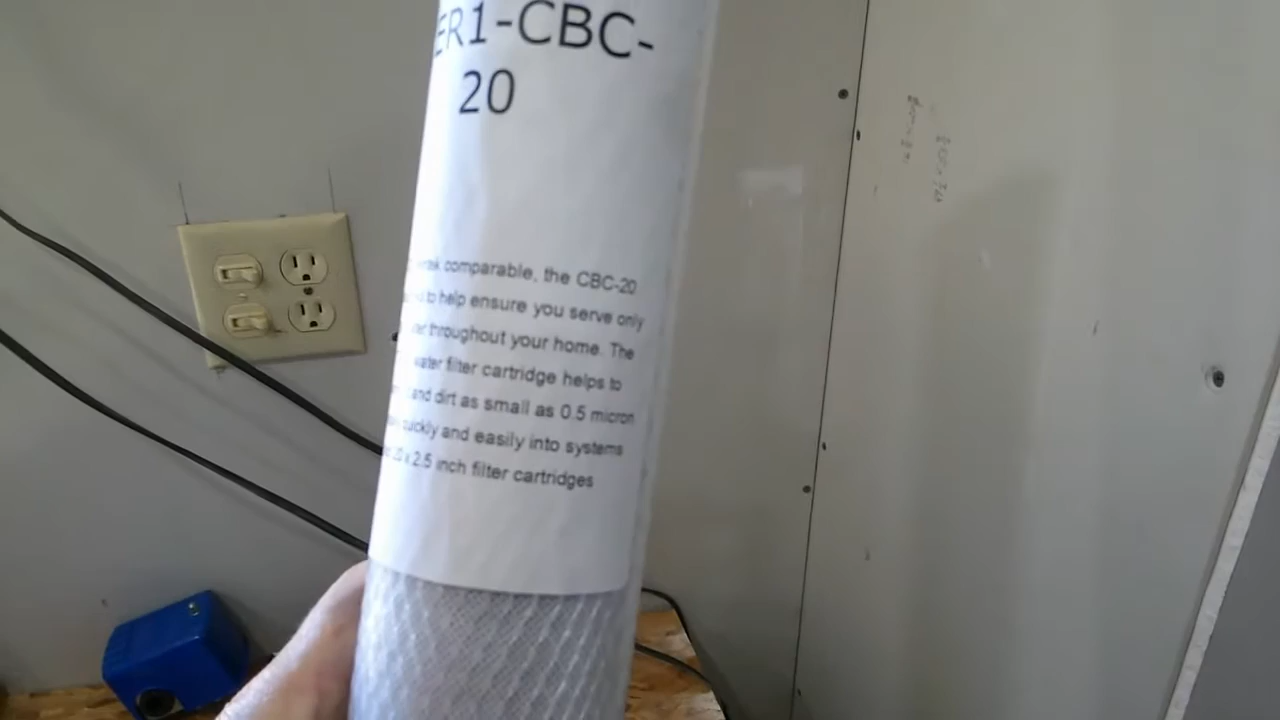 ER1-CBC-
20
comparable, the CBC-20
to help ensure you serve only
throughout your home. The
water filter cartridge helps to
and dirt as small as 0.5 micron
quickly and easily into systems
2.5 inch filter cartridges